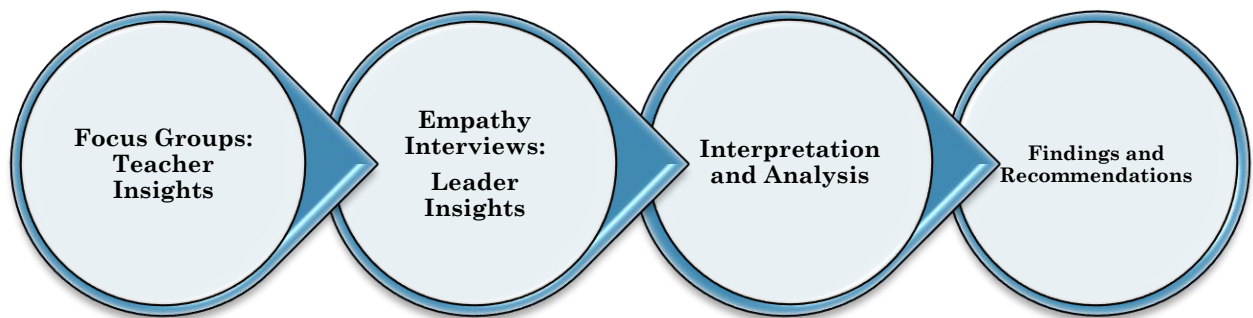 Focus Groups:
Teacher
Insights
Empathy
Interviews:
Leader
Insights
Interpretation
and Analysis
Findings and
Recommendations